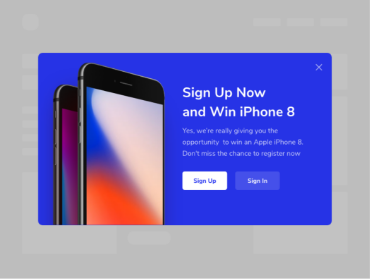 Sign Up Now
and Win iPhone 8
Yes, we're really giving you the
opportunity to win an Apple iPhone 8.
Don't miss the chance to register now
Sign Up
Sign In